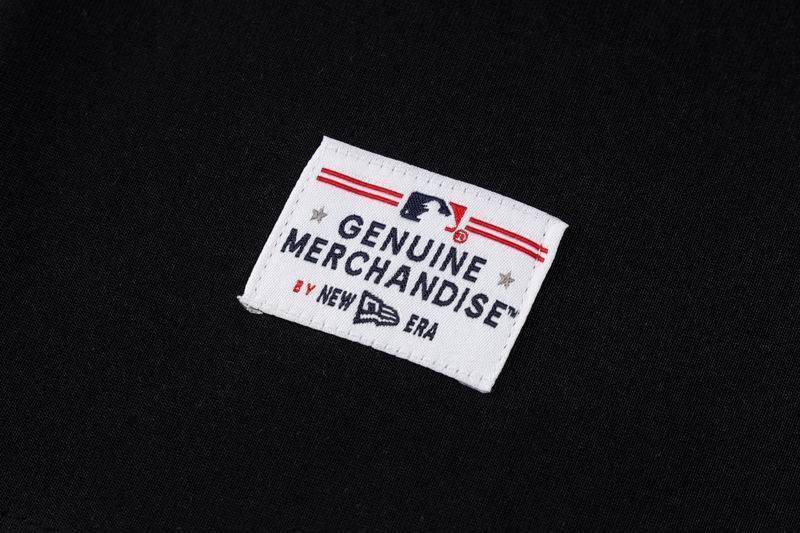 ®
GENUINE
MERCHANDISE™
BY NEW ERA